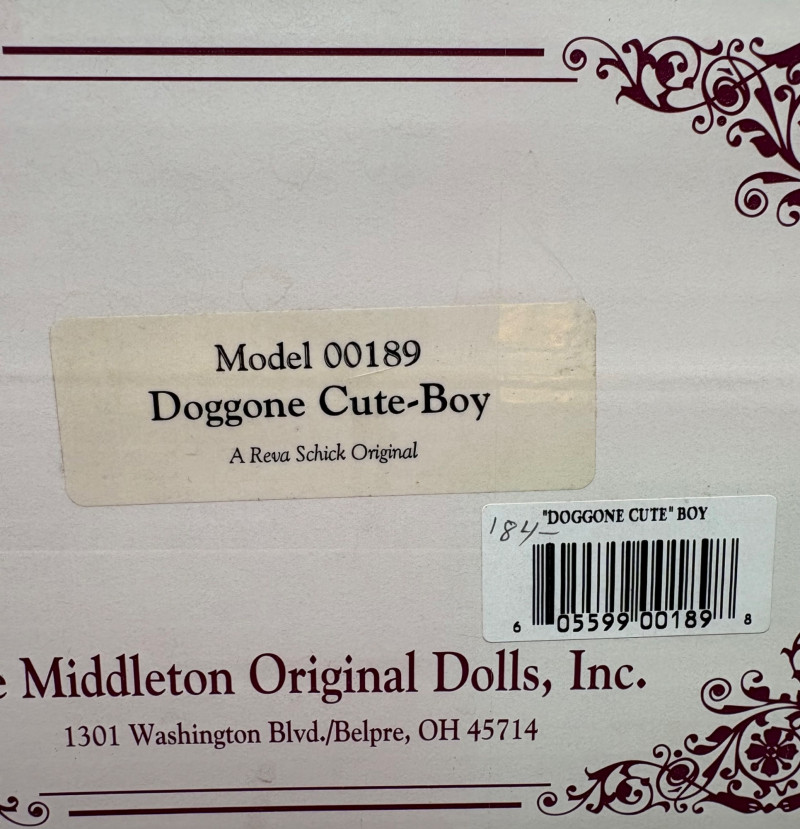 Model 00189
Doggone Cute-Boy
A Reva Schick Original
"DOGGONE CUTE" BOY
184-
6 05599 00189 8
e Middleton Original Dolls, Inc.
1301 Washington Blvd./Belpre, OH 45714